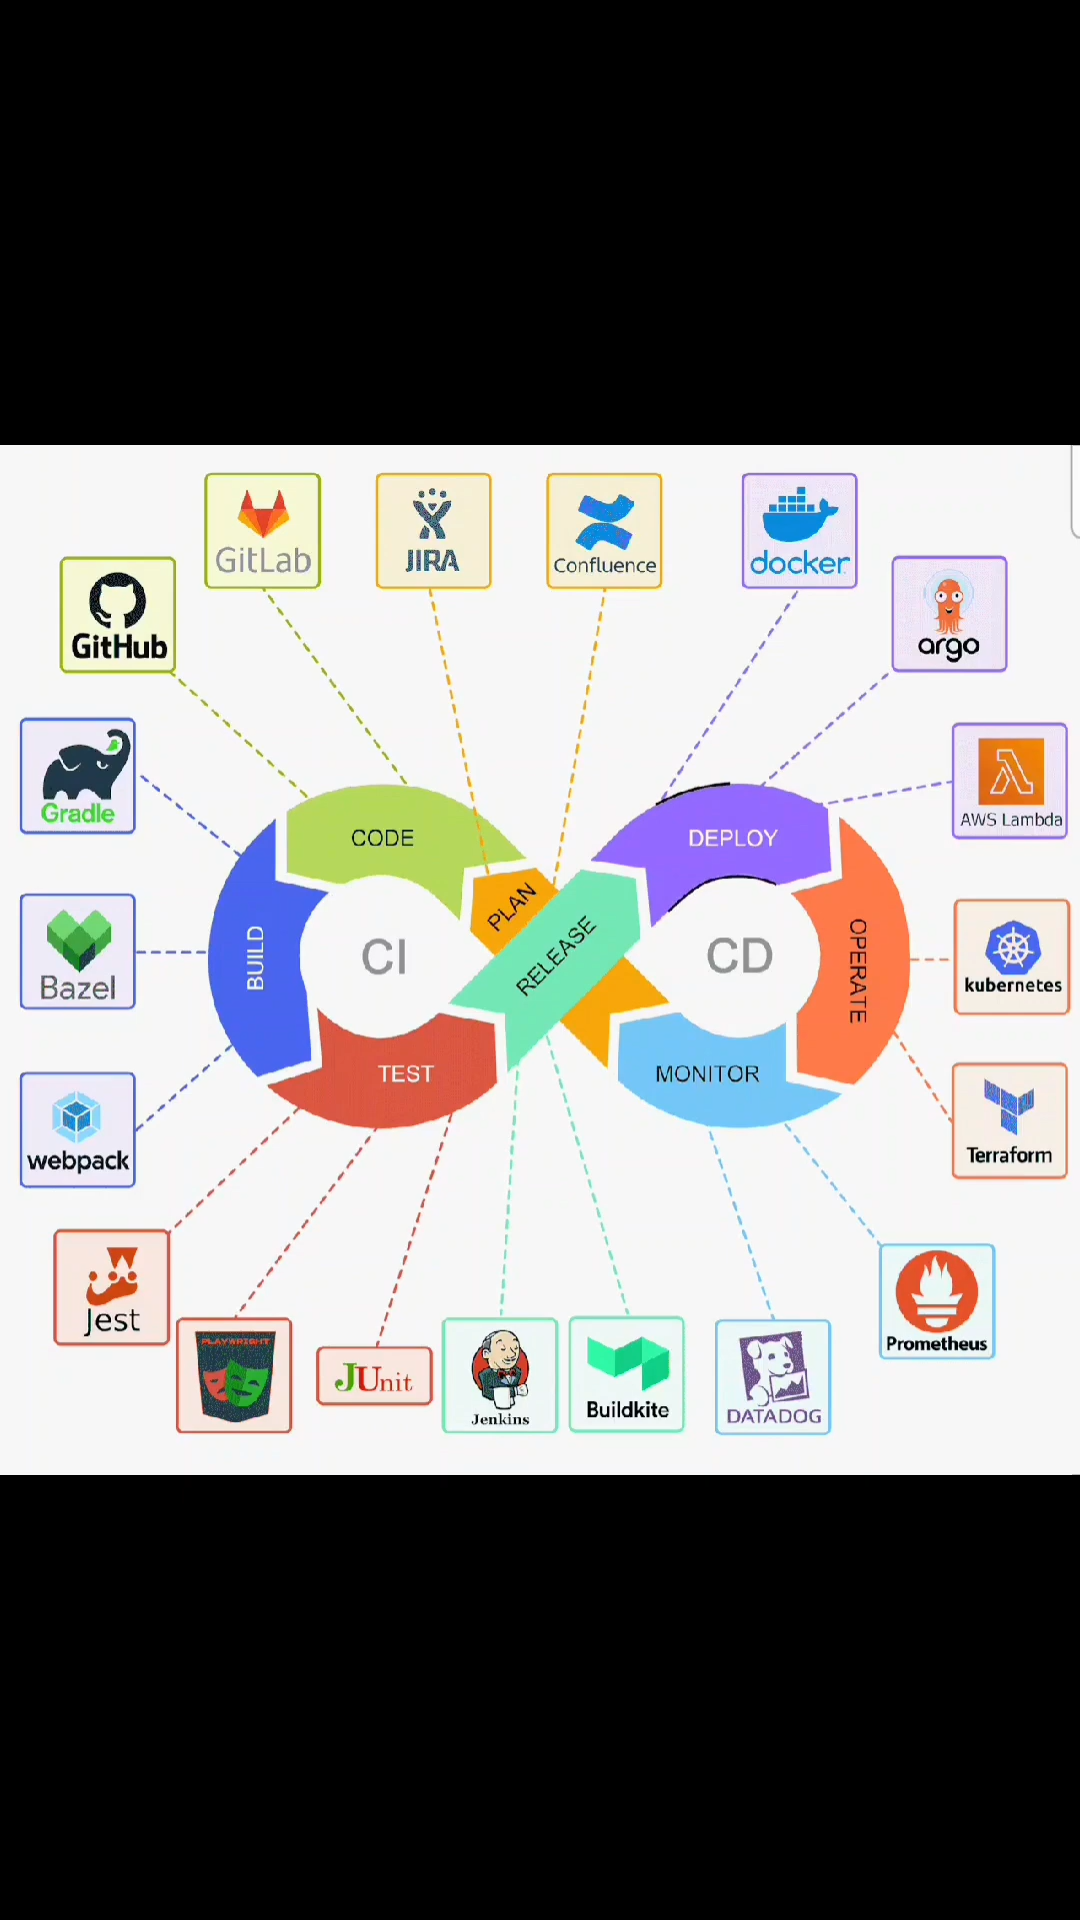 GitLab
JIRA
Confluence
docker
GitHub
argo
Gradle
AWS Lambda
CODE
DEPLOY
PLAN
RELEASE
BUILD
CI
CD
OPERATE
Bazel
kubernetes
TEST
MONITOR
webpack
Terraform
Jest
PLAYWRIGHT
JUnit
Jenkins
Buildkite
DATADOG
Prometheus